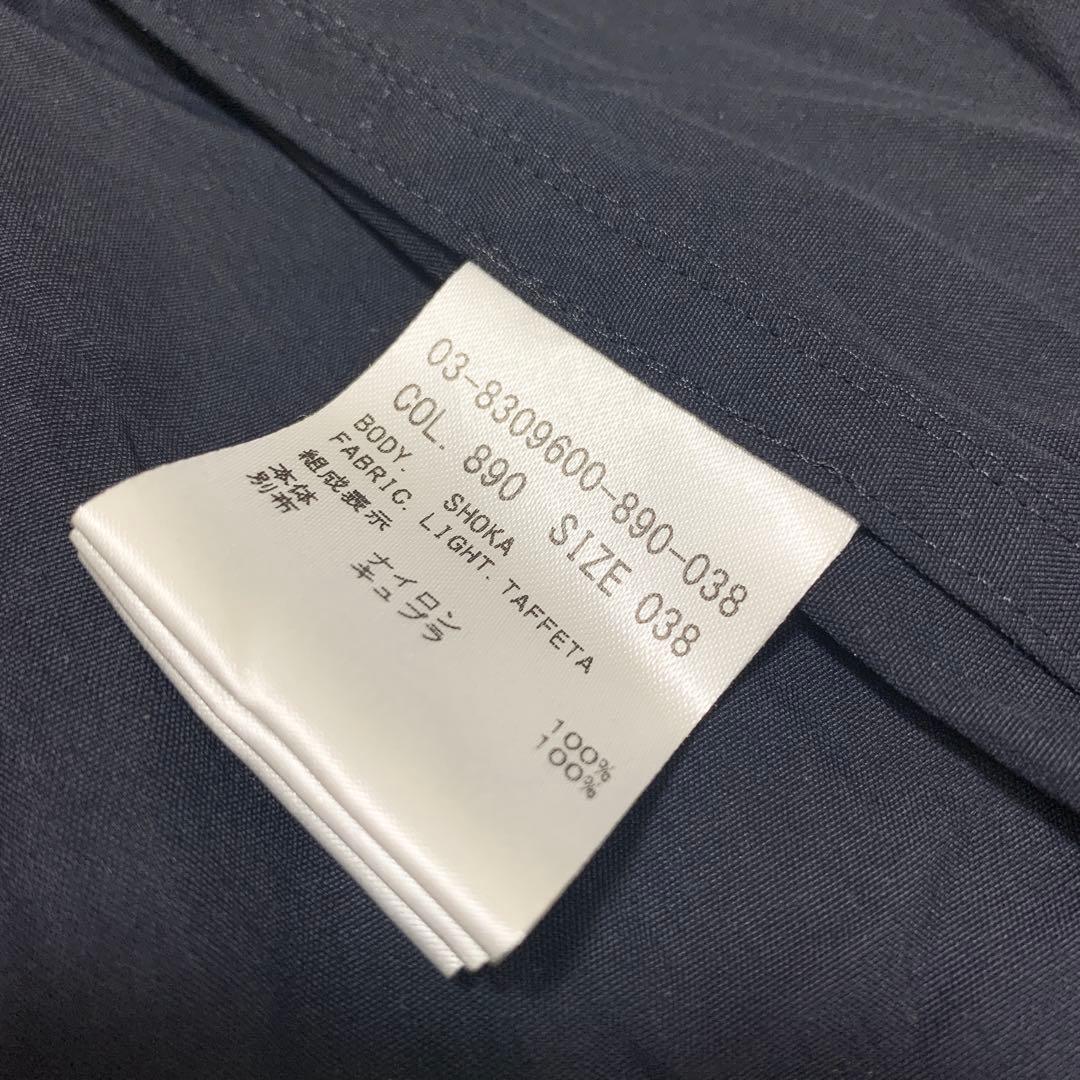 03-8309600-890-038
COL. 890 SIZE 038
BODY. SHOKA
FABRIC. LIGHT.TAFFETA
組成表示
本体 ナイロン 100%
別布 キュプラ 100%